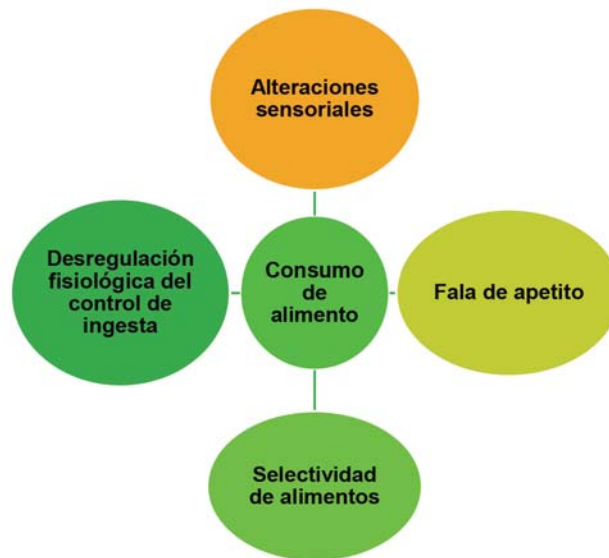 Alteraciones
sensoriales
Desregulación
fisiológica del
control de
ingesta
Consumo
de
alimento
Fala de apetito
Selectividad
de alimentos